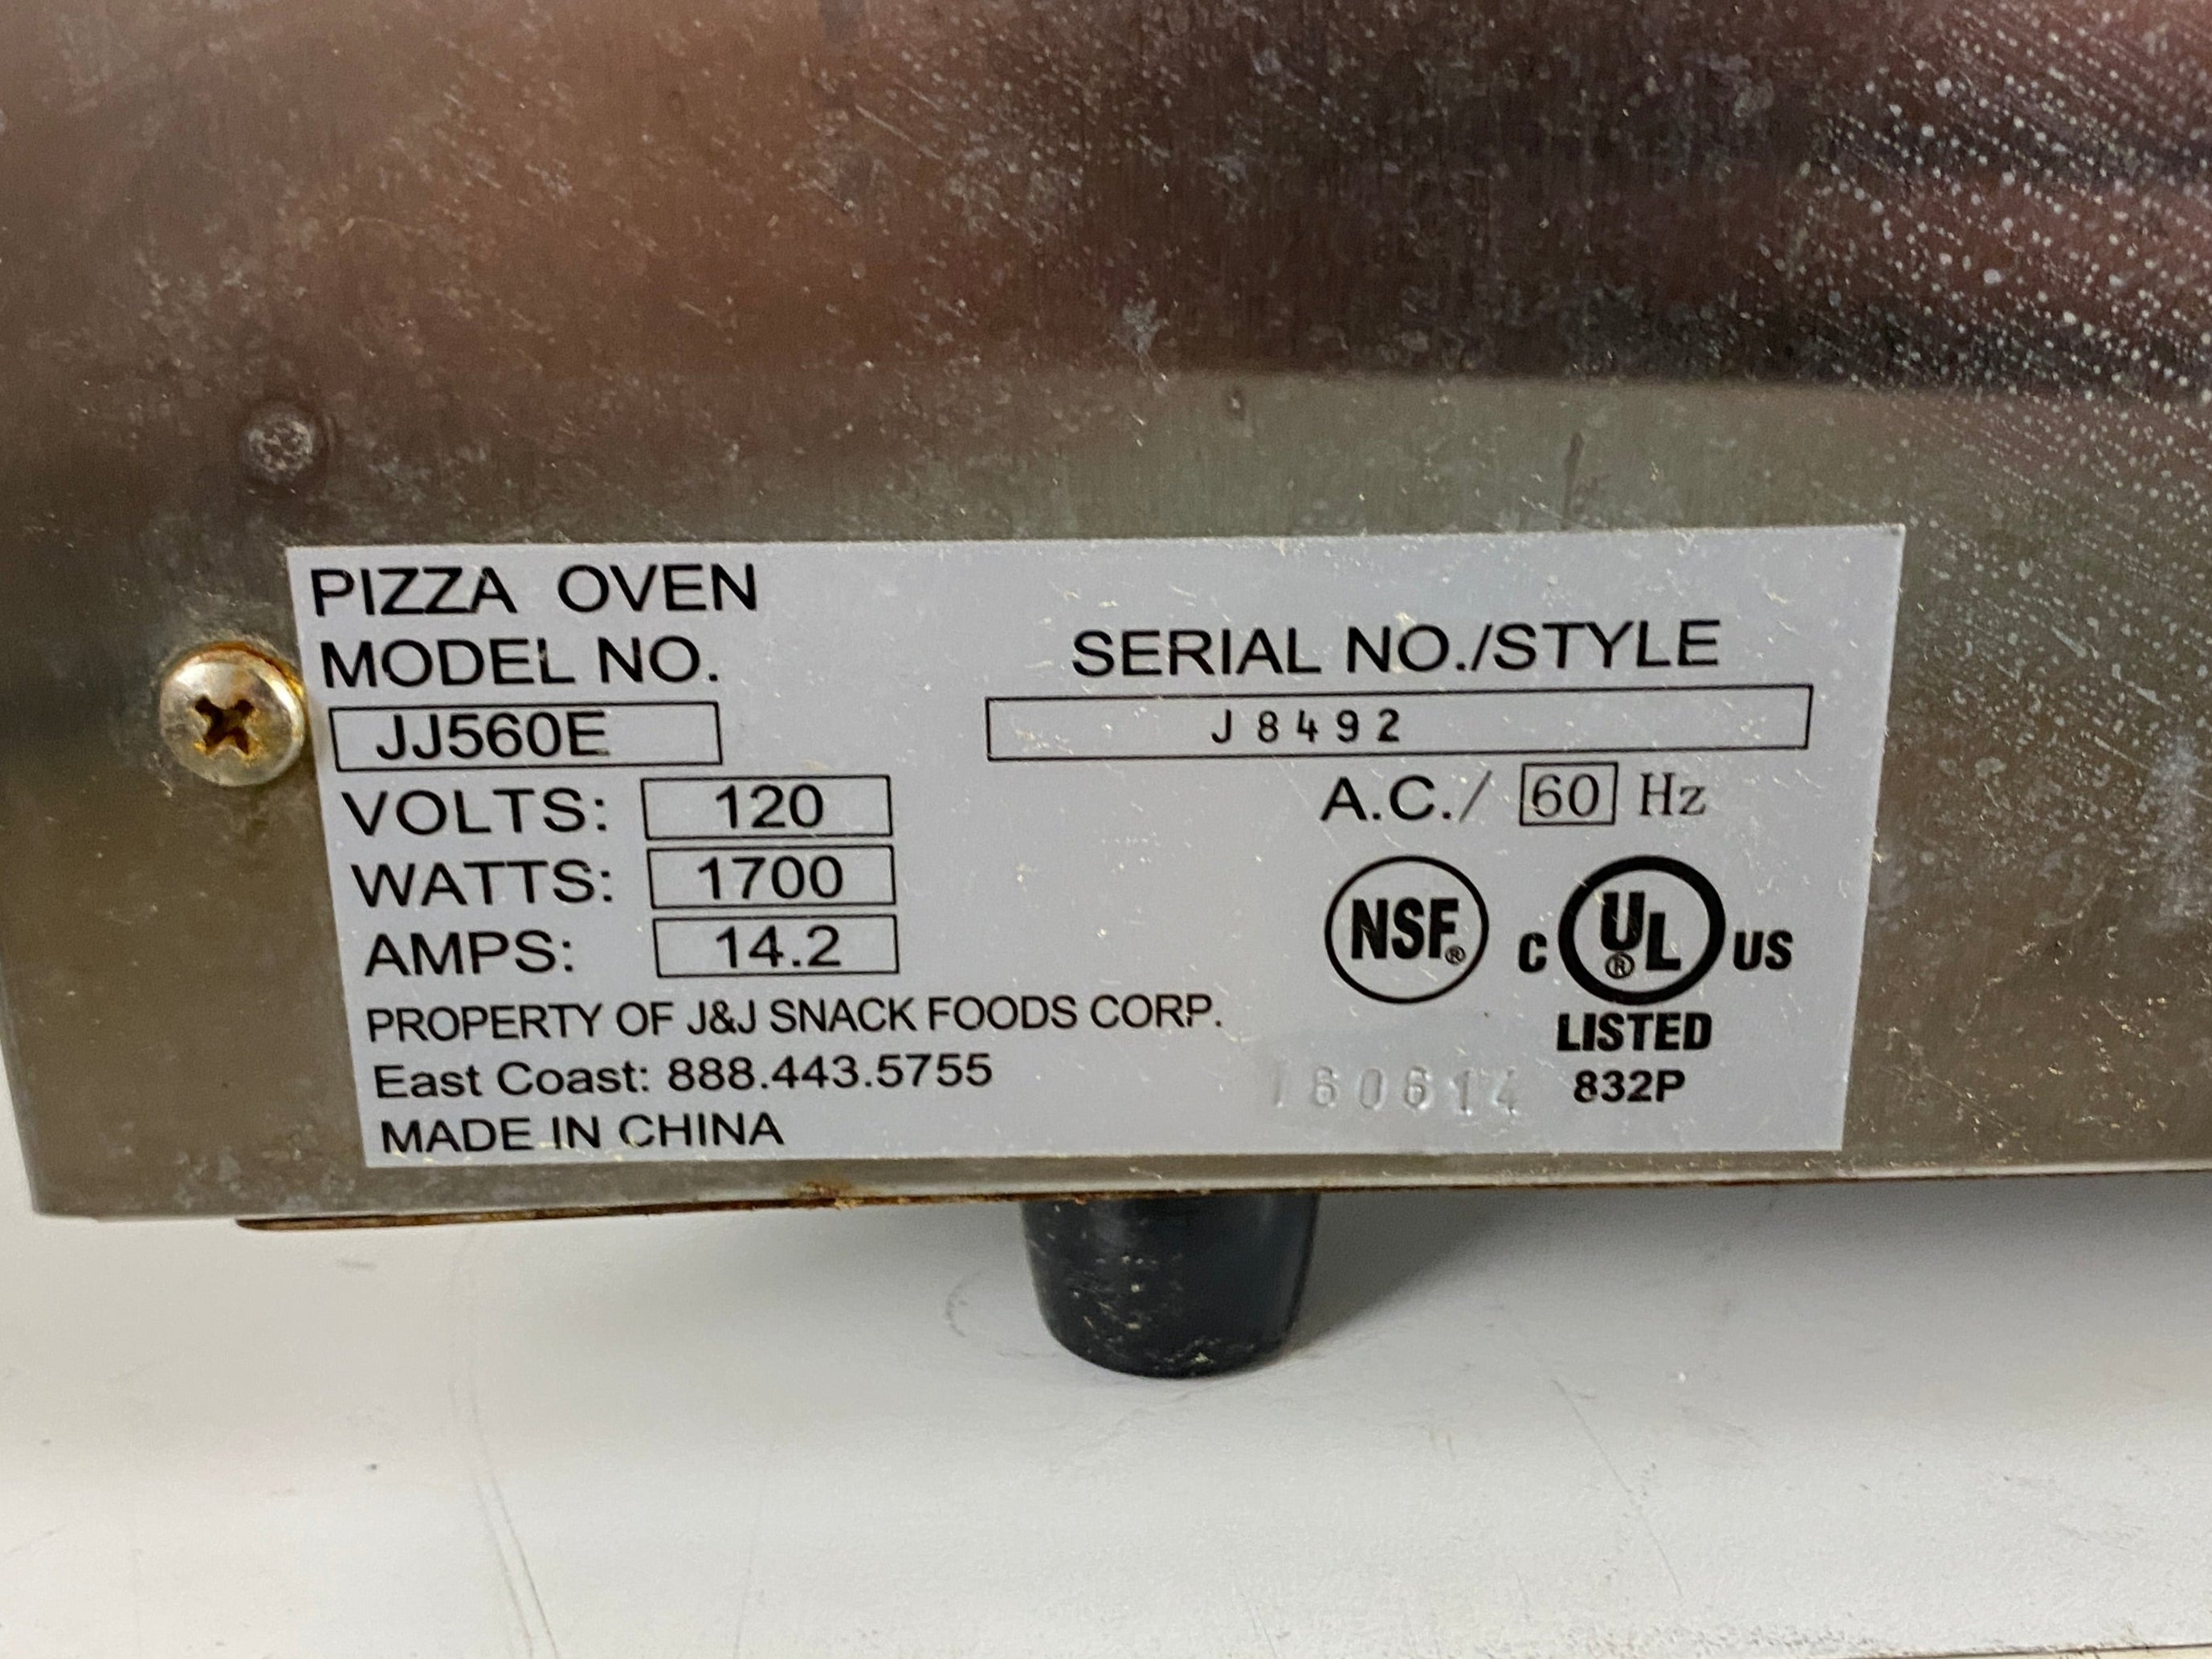 PIZZA OVEN
MODEL NO.
JJ560E
SERIAL NO./STYLE
J8492
VOLTS: 120
A.C./ 60 Hz
WATTS: 1700
AMPS: 14.2
NSF®
C UL® US
LISTED
832P
PROPERTY OF J&J SNACK FOODS CORP.
East Coast: 888.443.5755
MADE IN CHINA
160614